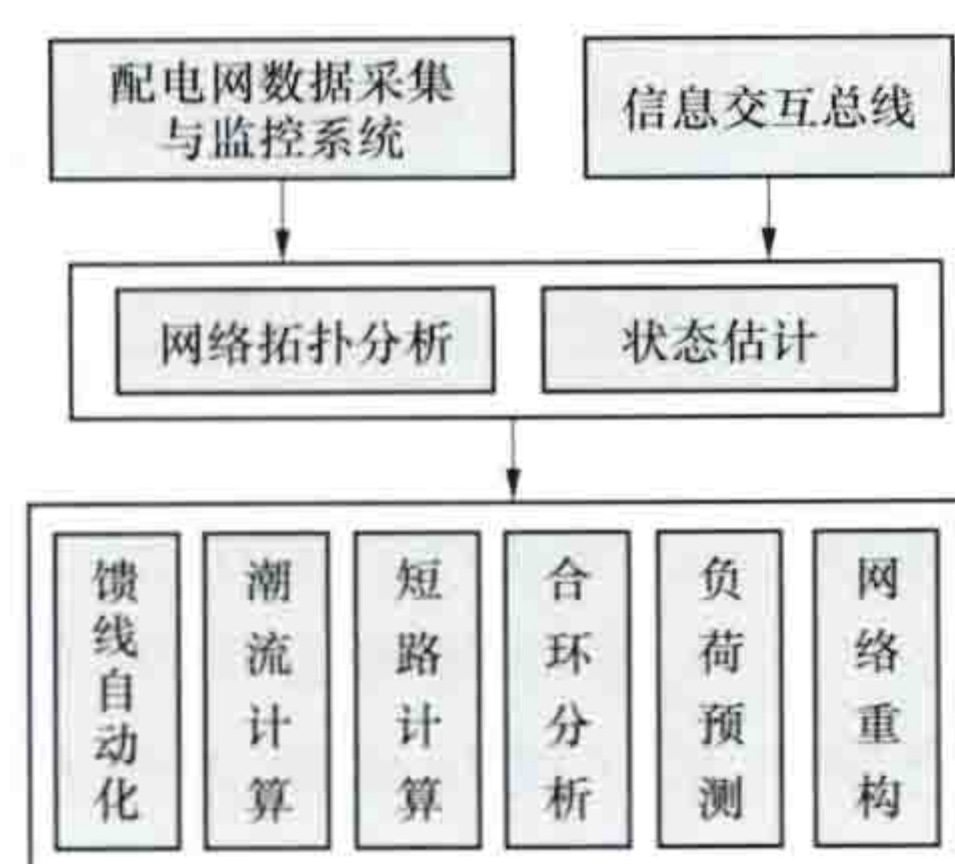 配电网数据采集
与监控系统
信息交互总线
网络拓扑分析
状态估计
馈线自动化
潮流计算
短路计算
合环分析
负荷预测
网络重构